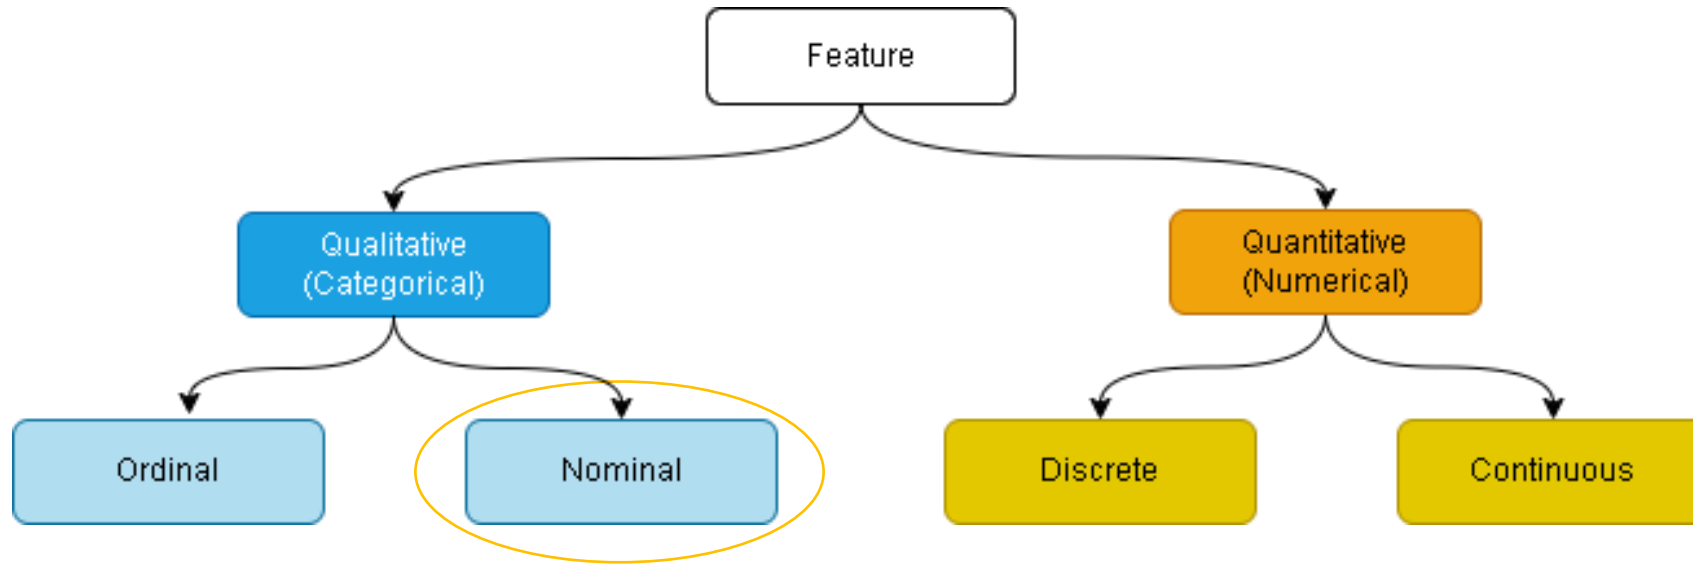 Feature
Qualitative
(Categorical)
Quantitative
(Numerical)
Ordinal
Nominal
Discrete
Continuous